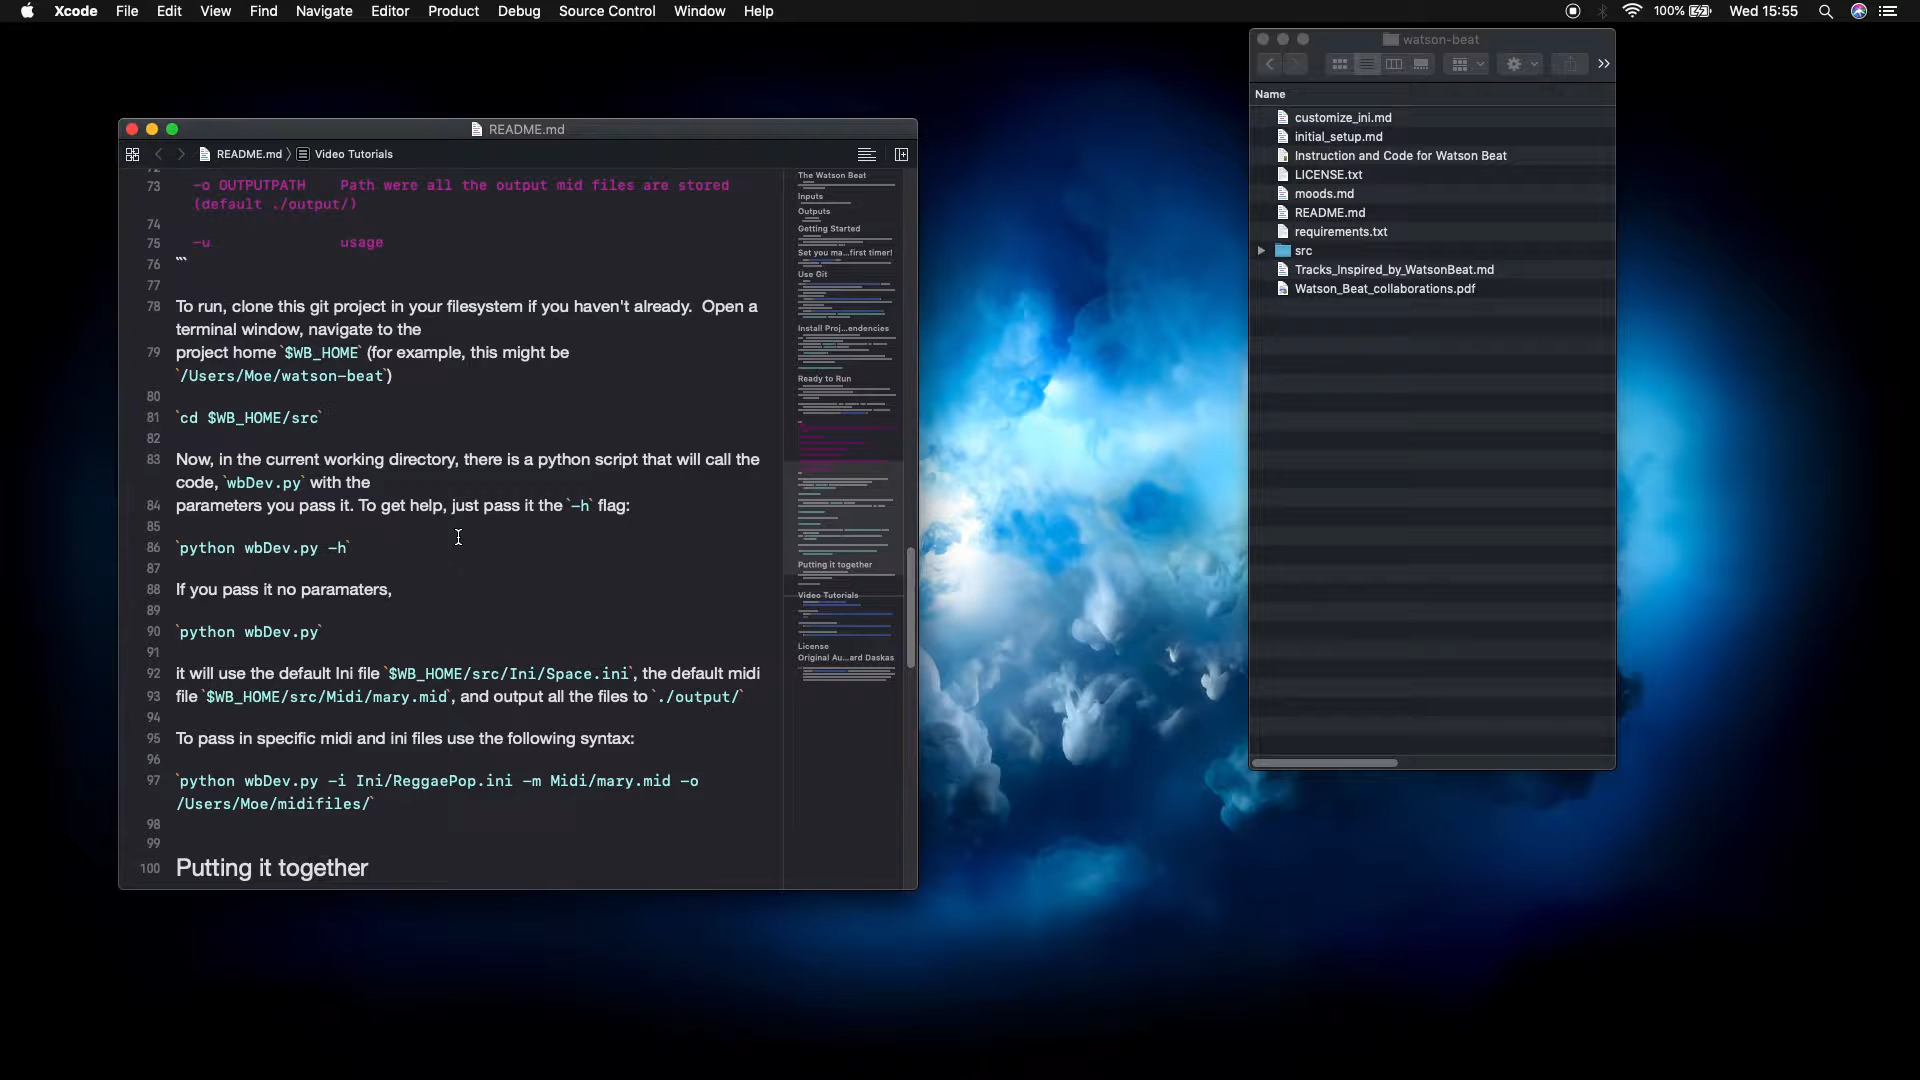 Xcode File Edit View Find Navigate Editor Product Debug Source Control Window Help 100% Wed 15:55
README.md
README.md Video Tutorials
73 -o OUTPUTPATH Path were all the output mid files are stored
(default ./output/)
74
75 -u usage
76 ```
77
78 To run, clone this git project in your filesystem if you haven't already. Open a
terminal window, navigate to the
79 project home `$WB_HOME` (for example, this might be
`/Users/Moe/watson-beat`)
80
81 `cd $WB_HOME/src`
82
83 Now, in the current working directory, there is a python script that will call the
code, `wbDev.py` with the
84 parameters you pass it. To get help, just pass it the `-h` flag:
85
86 `python wbDev.py -h`
87
88 If you pass it no paramaters,
89
90 `python wbDev.py`
91
92 it will use the default Ini file `$WB_HOME/src/Ini/Space.ini`, the default midi
93 file `$WB_HOME/src/Midi/mary.mid`, and output all the files to `./output/`
94
95 To pass in specific midi and ini files use the following syntax:
96
97 `python wbDev.py -i Ini/ReggaePop.ini -m Midi/mary.mid -o
/Users/Moe/midifiles/`
98
99
100 Putting it together
The Watson Beat
Inputs
Outputs
Getting Started
Set you ma...first timer!
Use Git
Install Proj...endencies
Ready to Run
Putting it together
Video Tutorials
License
Original Au...ard Daskas
watson-beat
Name
customize_ini.md
initial_setup.md
Instruction and Code for Watson Beat
LICENSE.txt
moods.md
README.md
requirements.txt
src
Tracks_Inspired_by_WatsonBeat.md
Watson_Beat_collaborations.pdf